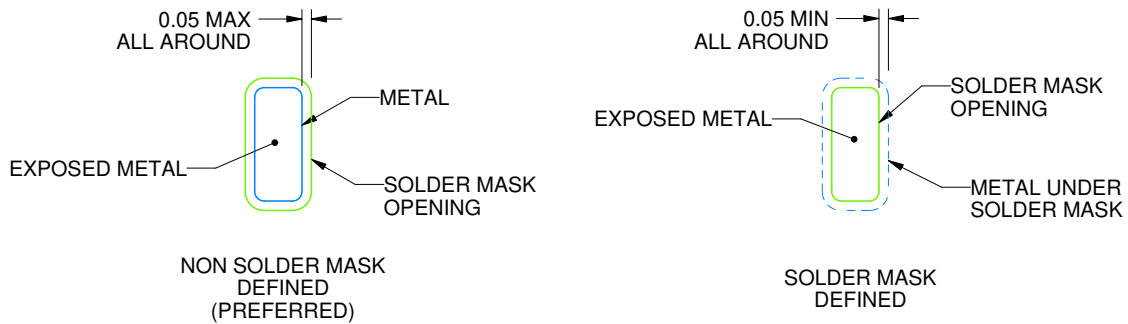 0.05 MAX
ALL AROUND
METAL
EXPOSED METAL
SOLDER MASK
OPENING
NON SOLDER MASK
DEFINED
(PREFERRED)
0.05 MIN
ALL AROUND
SOLDER MASK
OPENING
EXPOSED METAL
METAL UNDER
SOLDER MASK
SOLDER MASK
DEFINED